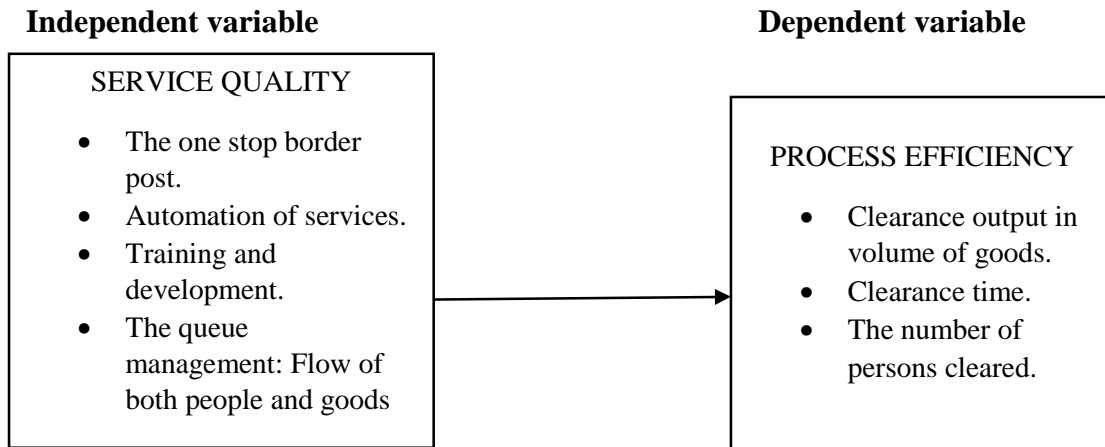 Independent variable
Dependent variable
SERVICE QUALITY
• The one stop border
post.
• Automation of services.
• Training and
development.
• The queue
management: Flow of
both people and goods
PROCESS EFFICIENCY
• Clearance output in
volume of goods.
• Clearance time.
• The number of
persons cleared.